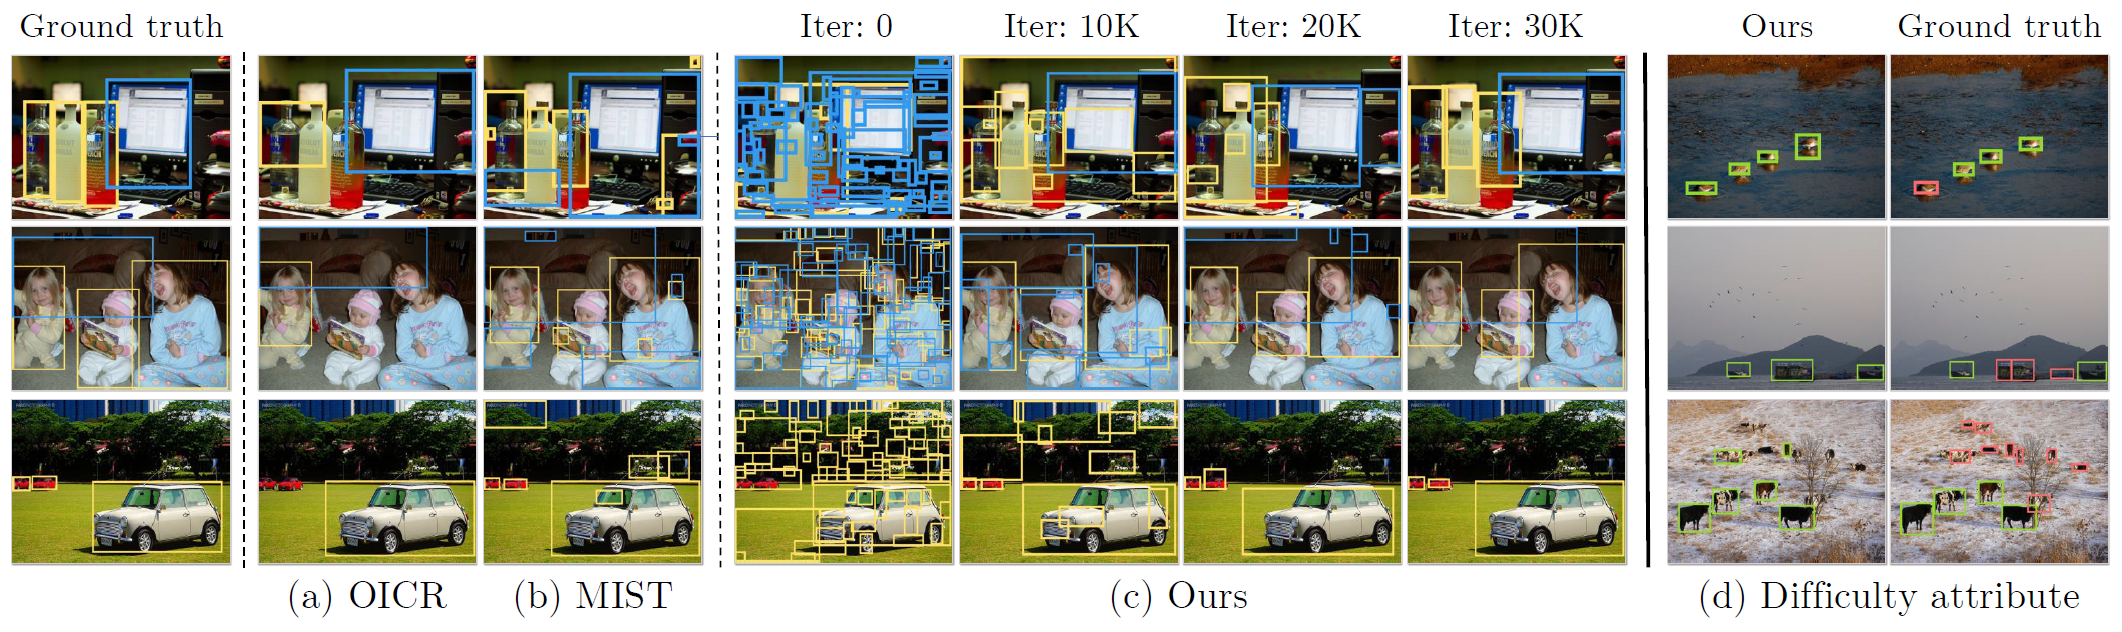 Ground truth
Iter: 0
Iter: 10K
Iter: 20K
Iter: 30K
Ours
Ground truth
(a) OICR
(b) MIST
(c) Ours
(d) Difficulty attribute